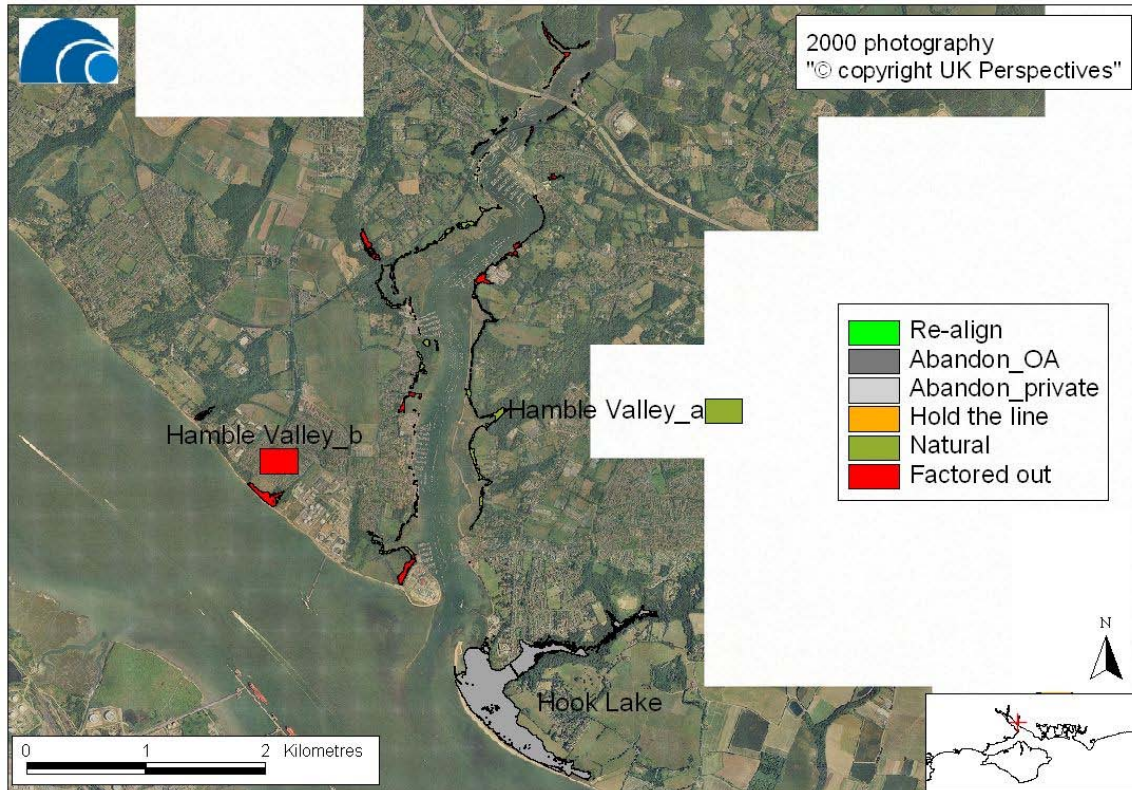 2000 photography
"© copyright UK Perspectives"
Re-align
Abandon_OA
Abandon_private
Hold the line
Natural
Factored out
Hamble Valley_a
Hamble Valley_b
Hook Lake
N
0 1 2 Kilometres